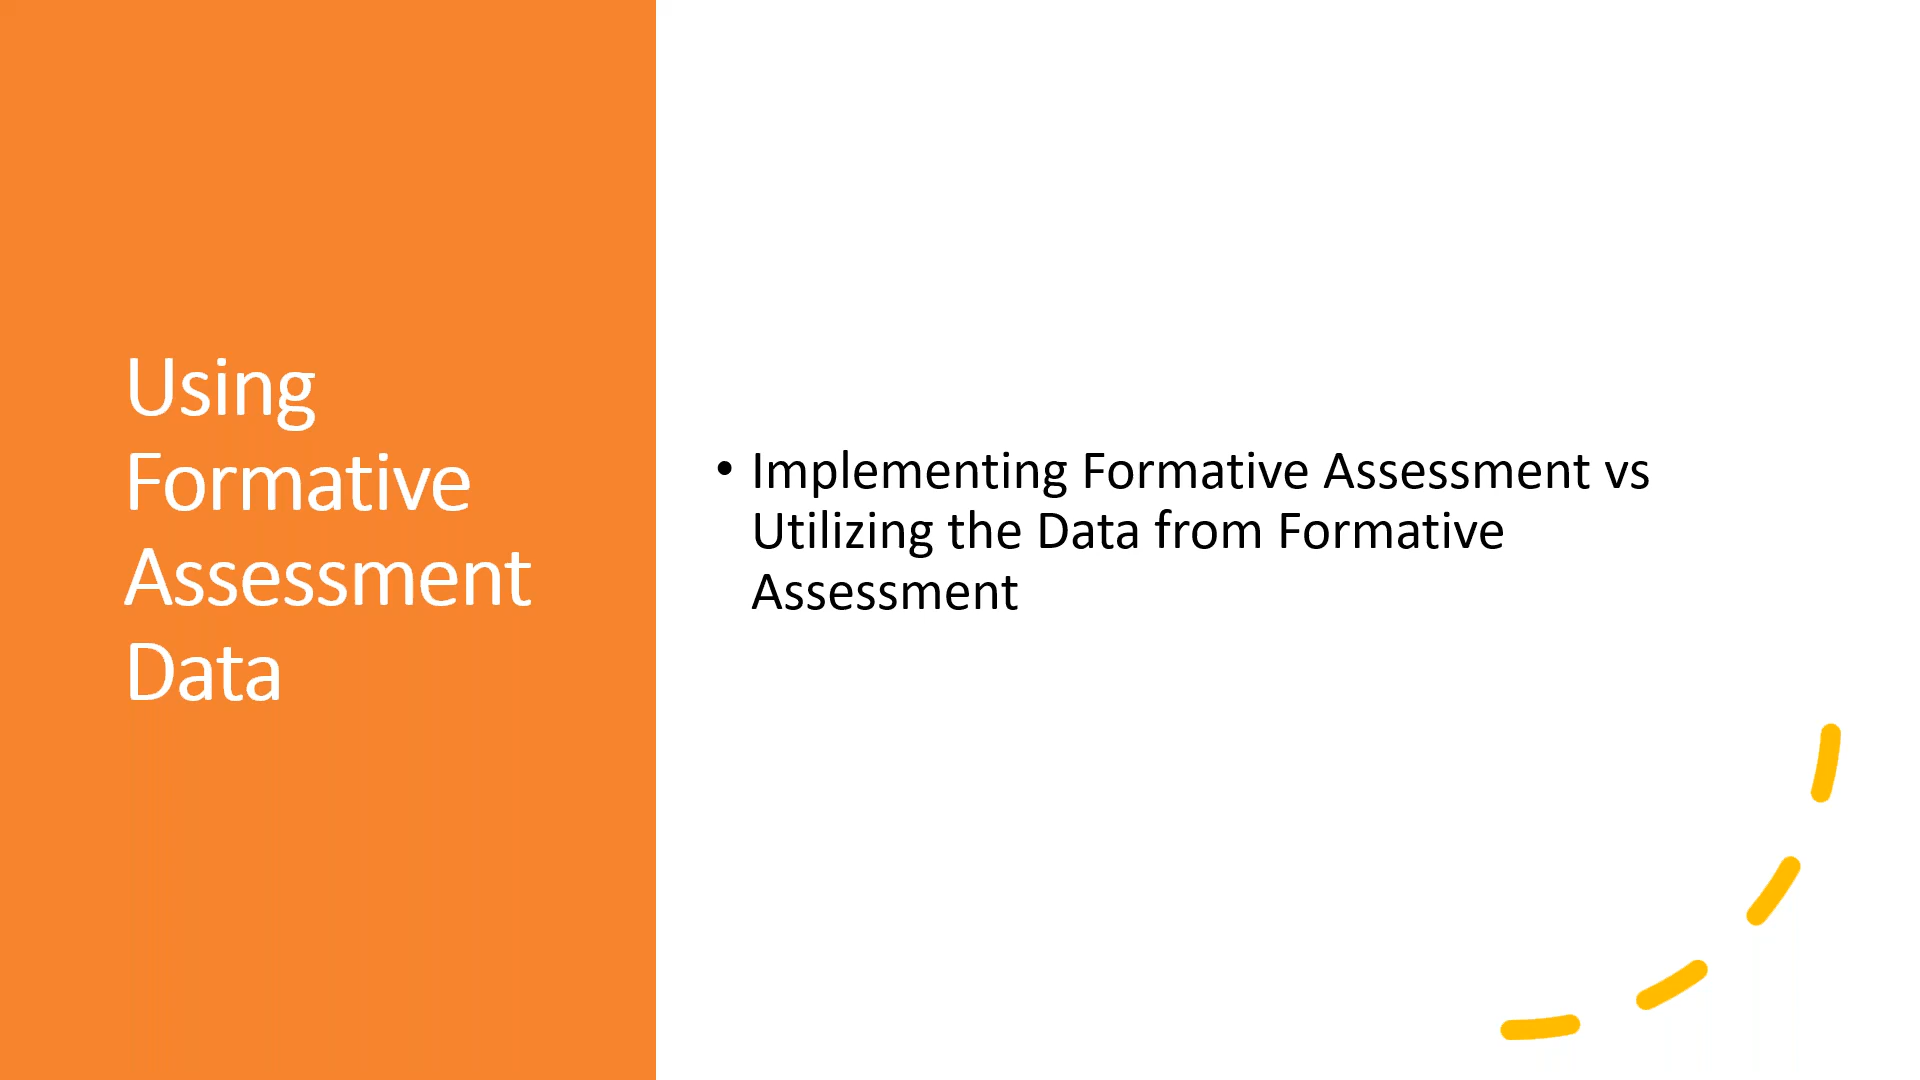 Using
Formative
Assessment
Data
• Implementing Formative Assessment vs
Utilizing the Data from Formative
Assessment